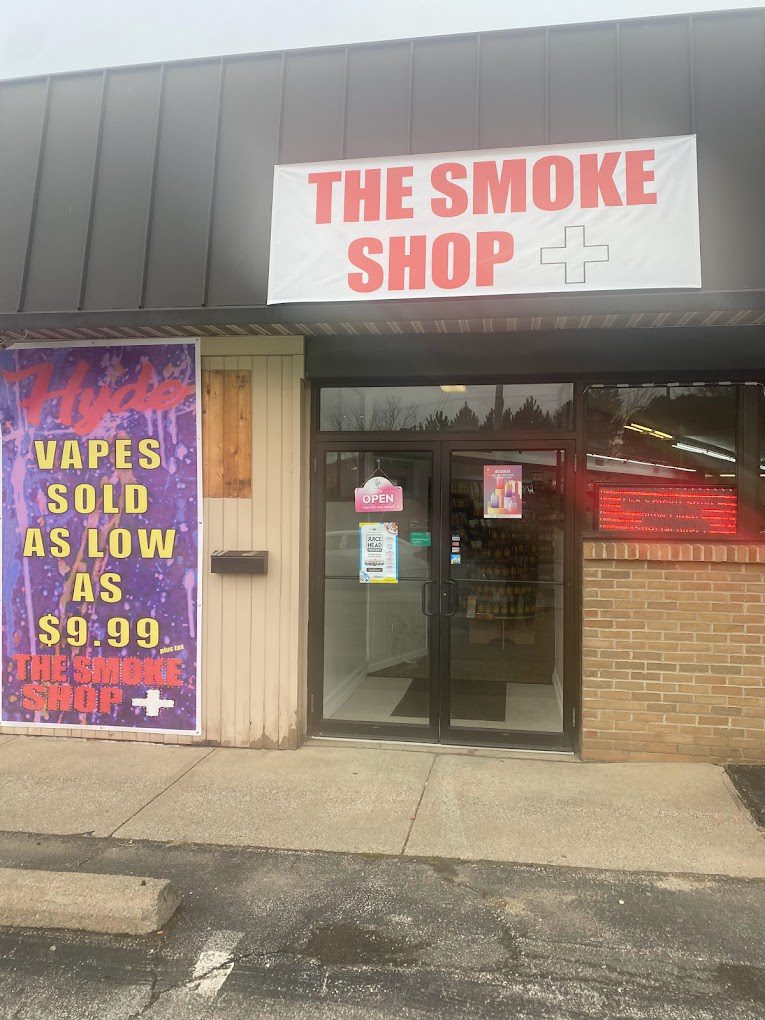 THE SMOKE
SHOP
Hyde
VAPES
SOLD
AS LOW
AS
$9.99
plus tax
THE SMOKE
SHOP
OPEN
JUICE
HEAD